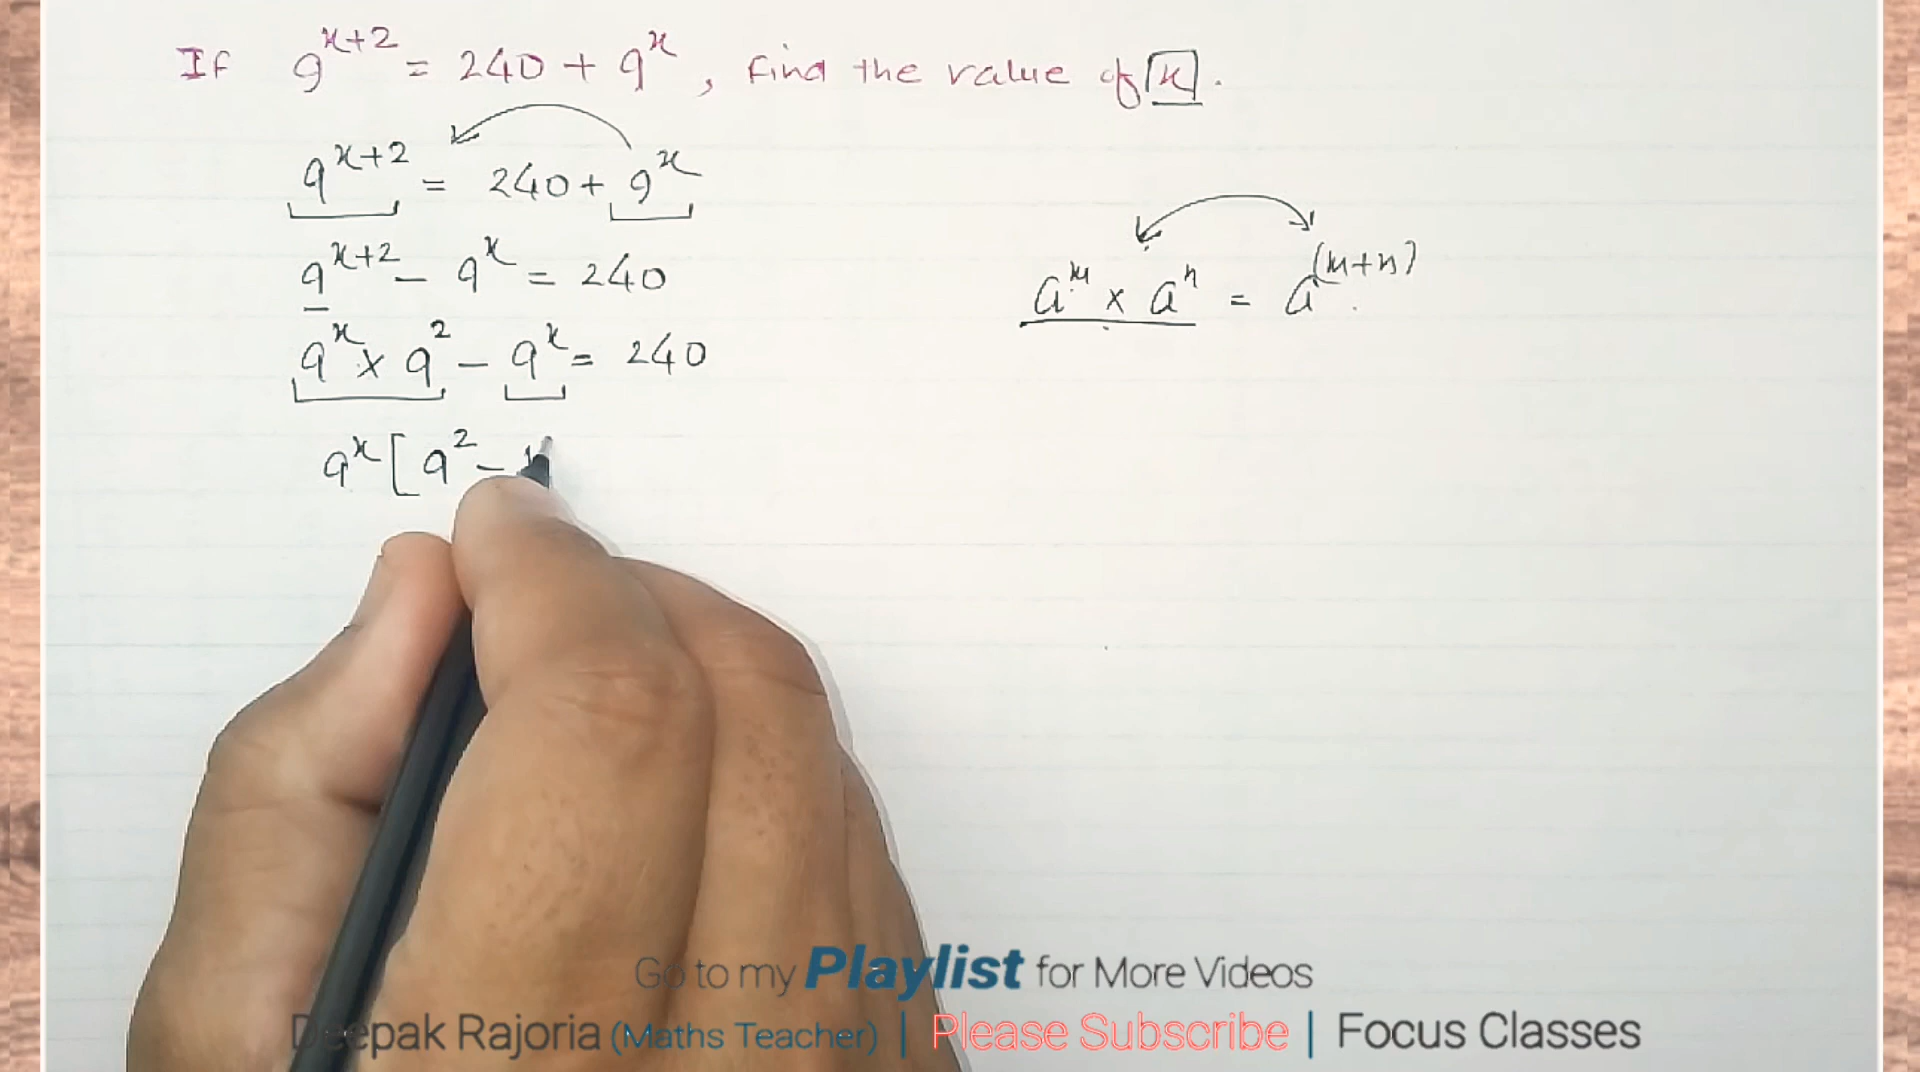 If 9^{x+2} = 240 + 9^x, find the value of x.
9^{x+2} = 240 + 9^x
9^{x+2} - 9^x = 240
9^x × 9^2 - 9^x = 240
9^x [9^2 -
a^m × a^n = a^{(m+n)}
Go to my Playlist for More Videos
Deepak Rajoria (Maths Teacher) | Please Subscribe | Focus Classes